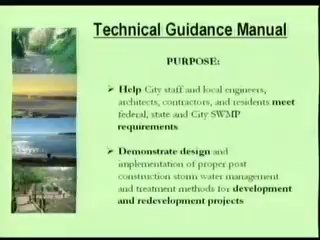 Technical Guidance Manual
PURPOSE:
➢ Help City staff and local engineers,
architects, contractors, and residents meet
federal, state and City SWMP
requirements
➢ Demonstrate design and
implementation of proper post
construction storm water management
and treatment methods for development
and redevelopment projects